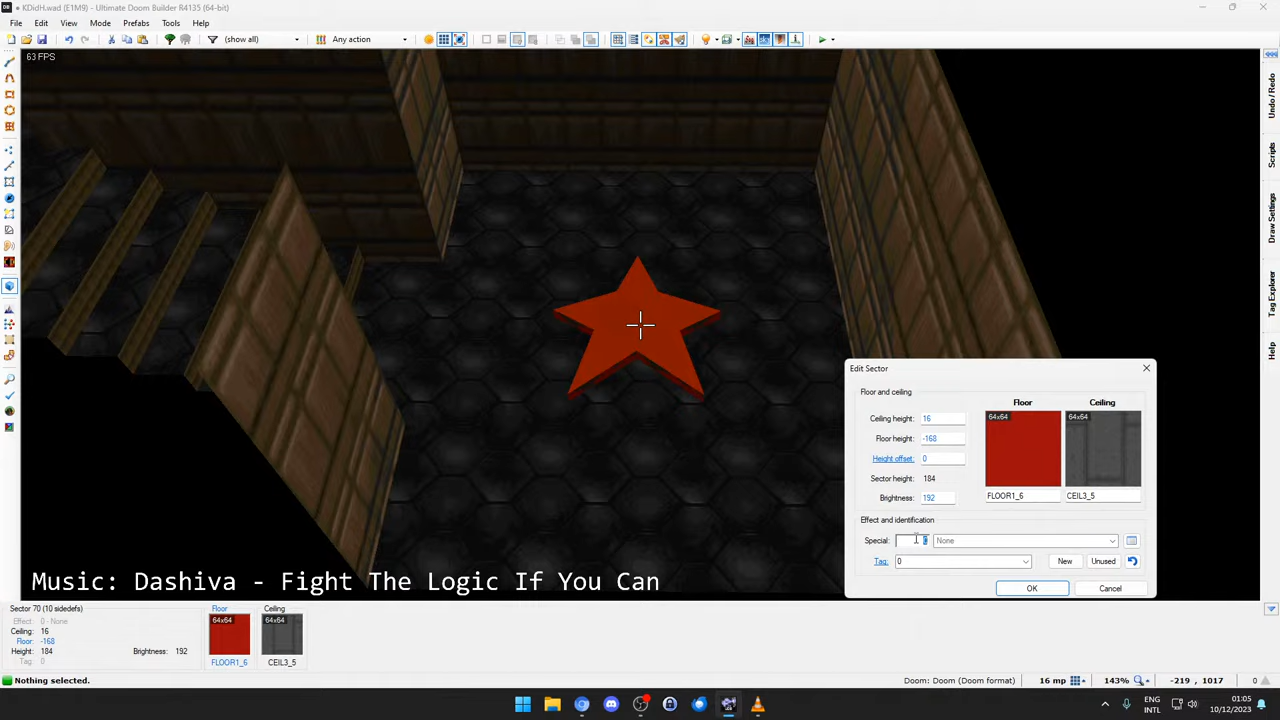 KDidH.wad (E1M9) - Ultimate Doom Builder R4135 (64-bit)
File Edit View Mode Prefabs Tools Help
(show all) Any action
63 FPS
Undo / Redo
Scripts
Draw Settings
Tag Explorer
Help
Edit Sector
Floor and ceiling
Floor Ceiling
Ceiling height: 16
Floor height: -168
Height offset: 0
Sector height: 184
Brightness: 192
64x64 64x64
FLOOR1_6 CEIL3_5
Effect and identification
Special: 0 None
Tag: 0 New Unused
OK Cancel
Music: Dashiva - Fight The Logic If You Can
Sector 70 (10 sidedefs) Floor Ceiling
Effect: 0 - None
Ceiling: 16
Floor: -168
Height: 184 Brightness: 192
Tag: 0
64x64 64x64
FLOOR1_6 CEIL3_5
Nothing selected. Doom: Doom (Doom format) 16 mp 143% -219 , 1017 0
ENG
INTL
01:05
10/12/2023